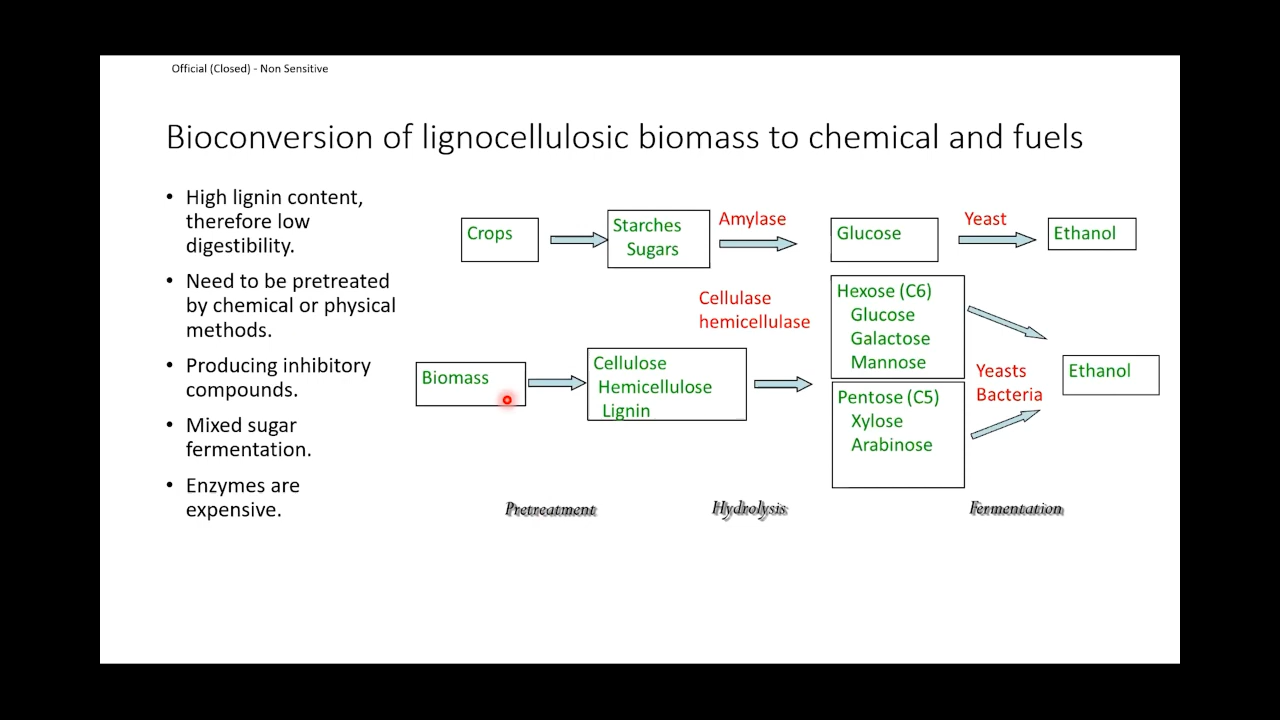 Official (Closed) - Non Sensitive
Bioconversion of lignocellulosic biomass to chemical and fuels
• High lignin content,
therefore low
digestibility.
• Need to be pretreated
by chemical or physical
methods.
• Producing inhibitory
compounds.
• Mixed sugar
fermentation.
• Enzymes are
expensive.
Crops
Starches
Sugars
Amylase
Glucose
Yeast
Ethanol
Biomass
Cellulose
Hemicellulose
Lignin
Cellulase
hemicellulase
Hexose (C6)
Glucose
Galactose
Mannose
Pentose (C5)
Xylose
Arabinose
Yeasts
Bacteria
Ethanol
Pretreatment
Hydrolysis
Fermentation